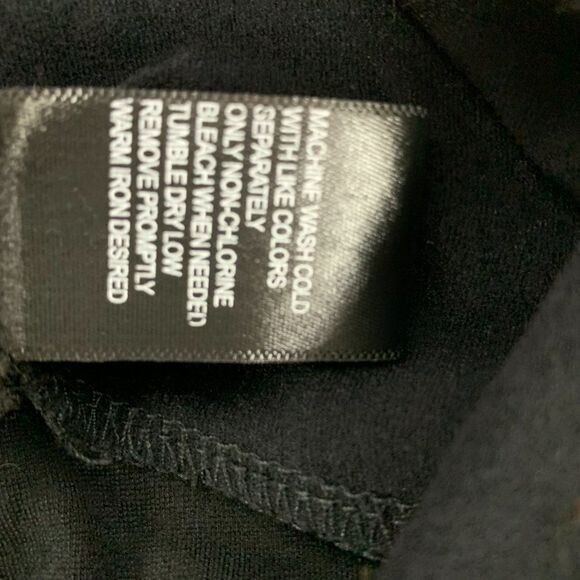 MACHINE WASH COLD
WITH LIKE COLORS
SEPARATELY
ONLY NON-CHLORINE
BLEACH WHEN NEEDED
TUMBLE DRY LOW
REMOVE PROMPTLY
WARM IRON DESIRED